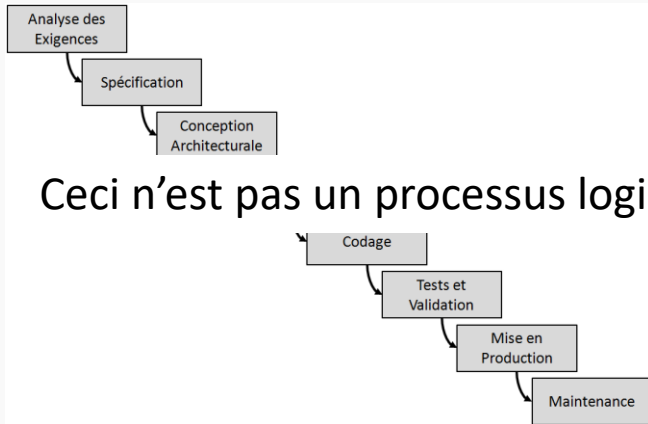 Analyse des
Exigences
Spécification
Conception
Architecturale
Ceci n'est pas un processus logi
Codage
Tests et
Validation
Mise en
Production
Maintenance